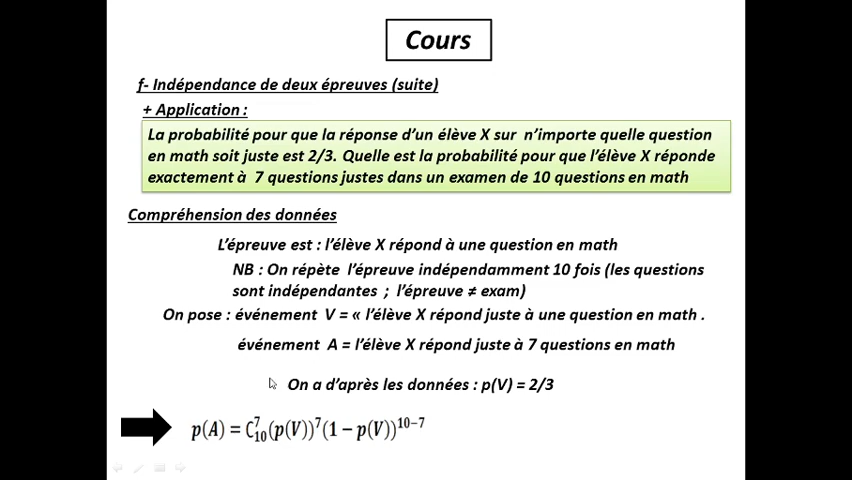 Cours
f- Indépendance de deux épreuves (suite)
+ Application :
La probabilité pour que la réponse d'un élève X sur n'importe quelle question
en math soit juste est 2/3. Quelle est la probabilité pour que l'élève X réponde
exactement à 7 questions justes dans un examen de 10 questions en math
Compréhension des données
L'épreuve est : l'élève X répond à une question en math
NB : On répète l'épreuve indépendamment 10 fois (les questions
sont indépendantes ; l'épreuve ≠ exam)
On pose : événement V = « l'élève X répond juste à une question en math .
événement A = l'élève X répond juste à 7 questions en math
On a d'après les données : p(V) = 2/3
p(A) = C₁₀⁷(p(V))⁷(1 − p(V))¹⁰⁻⁷